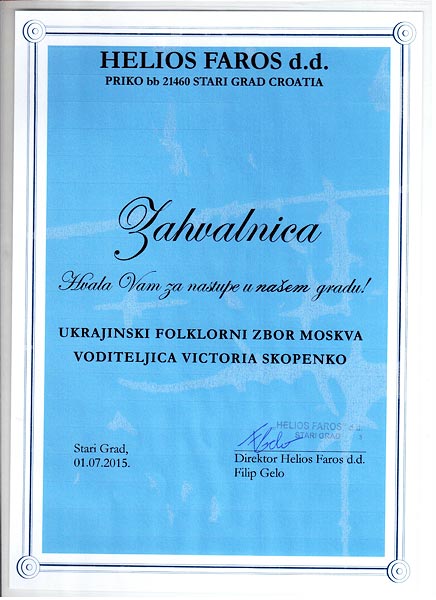 HELIOS FAROS d.d.
PRIKO bb 21460 STARI GRAD CROATIA
Zahvalnica
Hvala Vam za nastupe u našem gradu!
UKRAJINSKI FOLKLORNI ZBOR MOSKVA
VODITELJICA VICTORIA SKOPENKO
HELIOS FAROS d.d.
STARI GRAD 1
Stari Grad,
01.07.2015.
Direktor Helios Faros d.d.
Filip Gelo